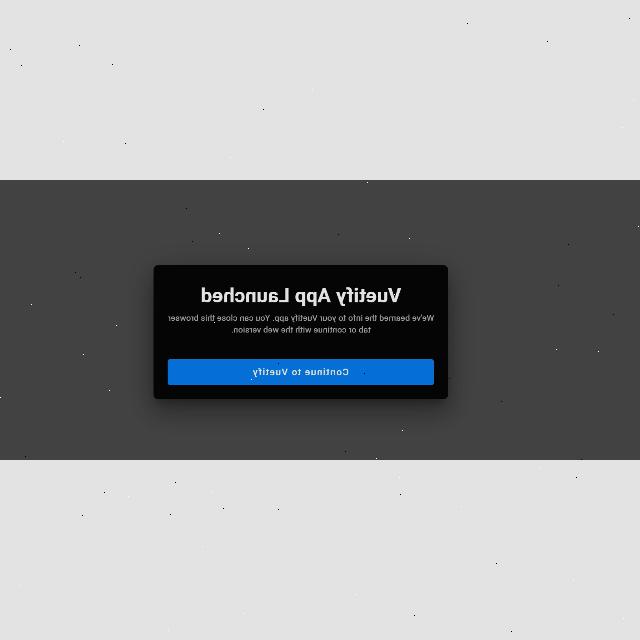 Vuetify App Launched
We've beamed the info to your Vuetify app. You can close this browser
tab or continue with the web version.
Continue to Vuetify